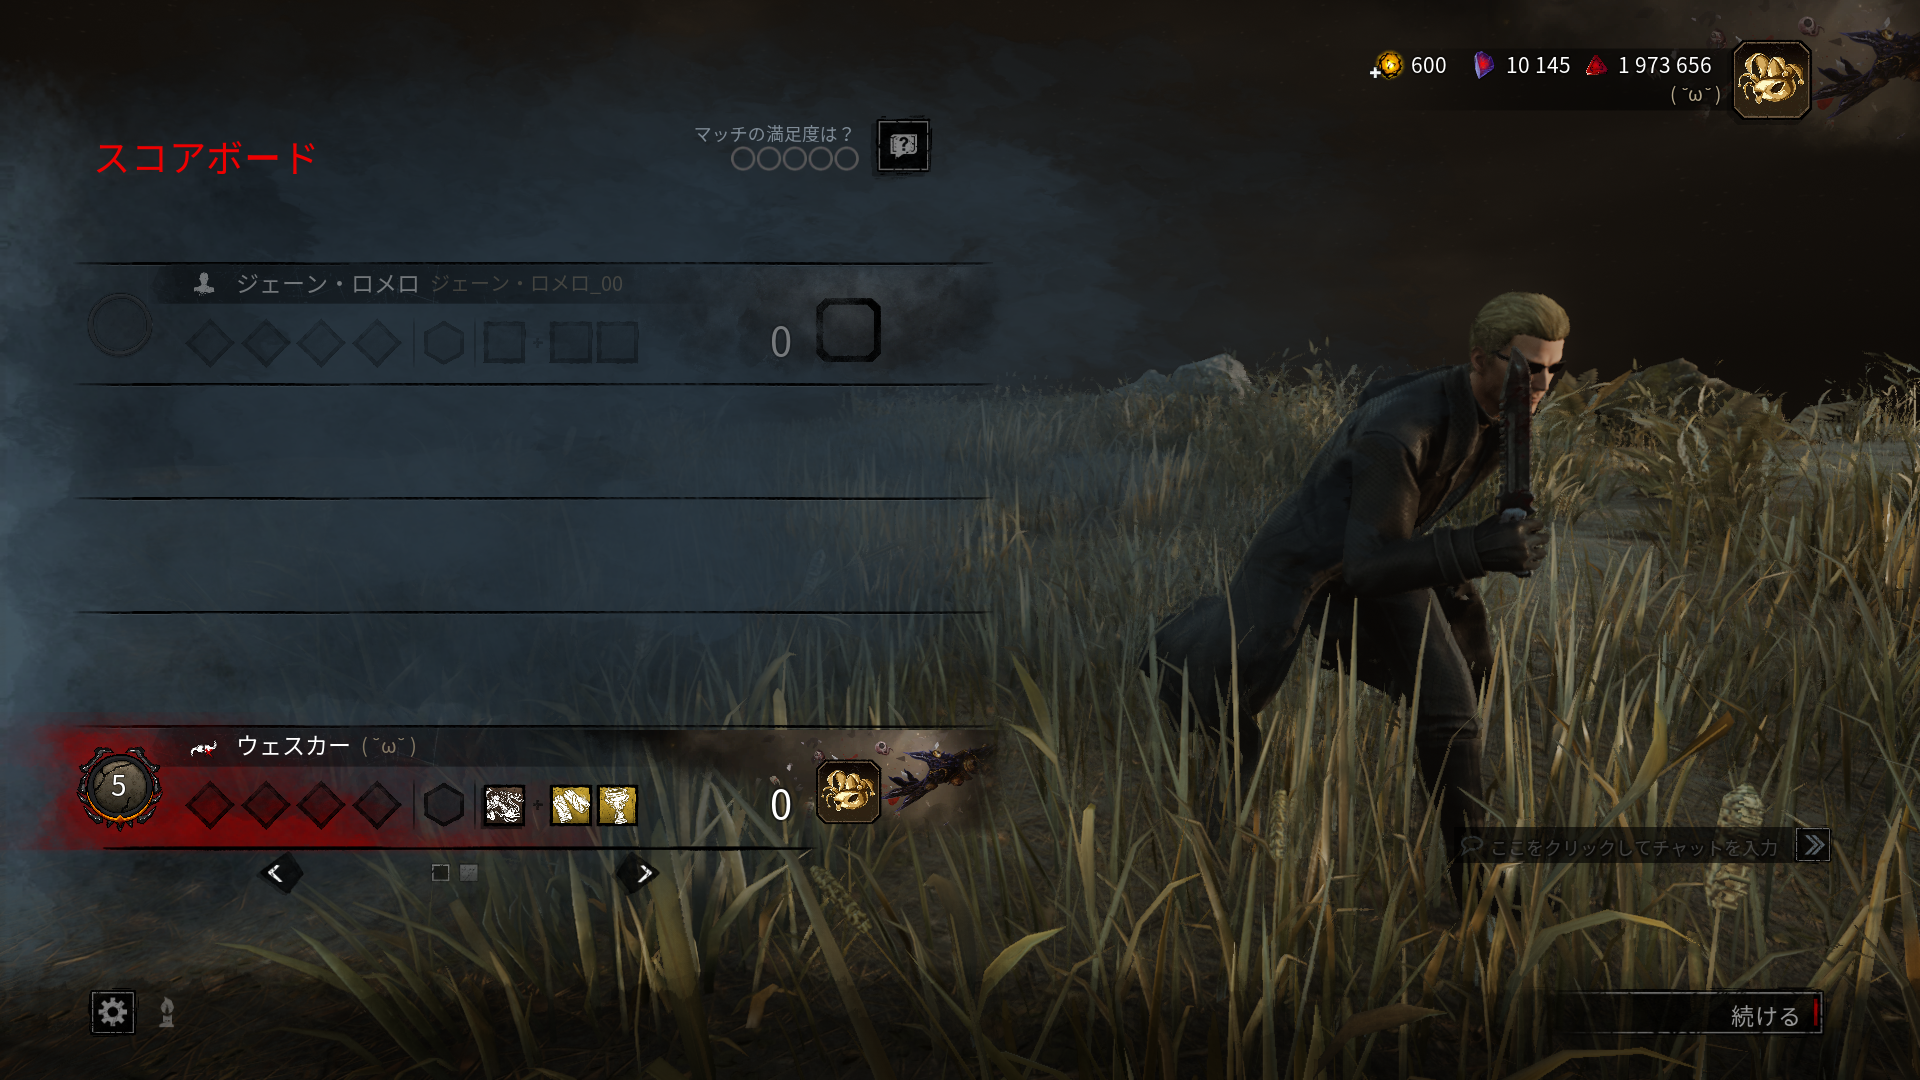 600 10 145 1 973 656
(˘ω˘)
マッチの満足度は？
スコアボード
ジェーン・ロメロ ジェーン・ロメロ_00
0
ウェスカー (˘ω˘)
5
0
ここをクリックしてチャットを入力
続ける